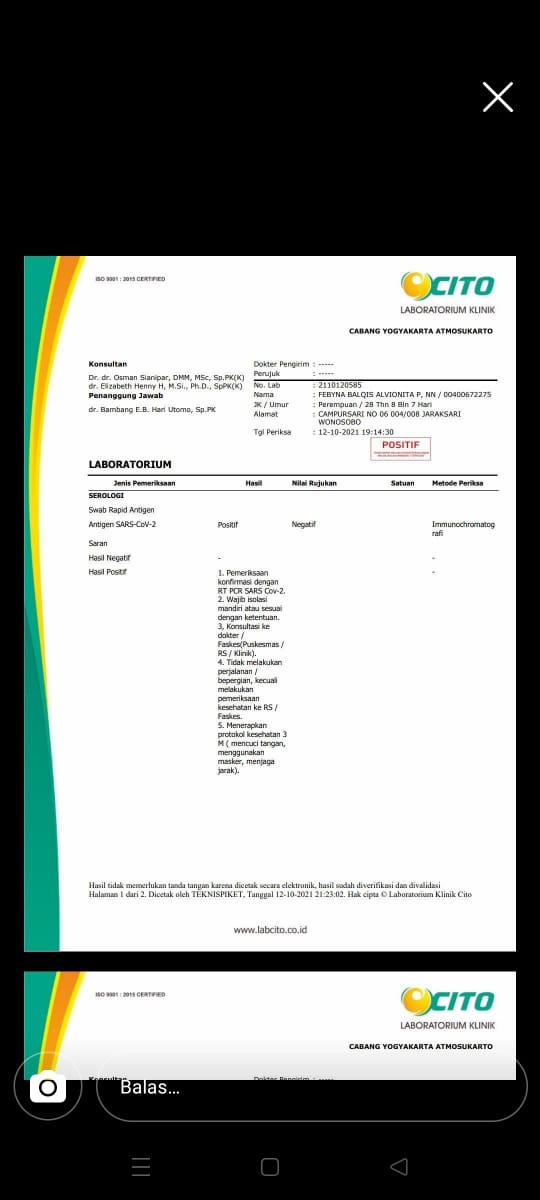 ISO 9001 : 2015 CERTIFIED
CITO
LABORATORIUM KLINIK
CABANG YOGYAKARTA ATMOSUKARTO
Konsultan
Dr. dr. Osman Sianipar, DMM, MSc, Sp.PK(K)
dr. Elizabeth Henny H, M.Si., Ph.D., SpPK(K)
Penanggung Jawab
dr. Bambang E.B. Hari Utomo, Sp.PK
Dokter Pengirim : -----
Perujuk : -----
No. Lab : 2110120585
Nama : FEBYNA BALQIS ALVIONITA P, NN / 00400672275
JK / Umur : Perempuan / 28 Thn 8 Bln 7 Hari
Alamat : CAMPURSARI NO 06 004/008 JARAKSARI
WONOSOBO
Tgl Periksa : 12-10-2021 19:14:30
POSITIF
LABORATORIUM
Jenis Pemeriksaan Hasil Nilai Rujukan Satuan Metode Periksa
SEROLOGI
Swab Rapid Antigen
Antigen SARS-CoV-2 Positif Negatif Immunochromatog
rafi
Saran
Hasil Negatif - -
Hasil Positif 1. Pemeriksaan -
konfirmasi dengan
RT PCR SARS Cov-2.
2. Wajib isolasi
mandiri atau sesuai
dengan ketentuan.
3, Konsultasi ke
dokter /
Faskes(Puskesmas /
RS / Klinik).
4. Tidak melakukan
perjalanan /
bepergian, kecuali
melakukan
pemeriksaan
kesehatan ke RS /
Faskes.
5. Menerapkan
protokol kesehatan 3
M ( mencuci tangan,
menggunakan
masker, menjaga
jarak).
Hasil tidak memerlukan tanda tangan karena dicetak secara elektronik, hasil sudah diverifikasi dan divalidasi
Halaman 1 dari 2. Dicetak oleh TEKNISPIKET, Tanggal 12-10-2021 21:23:02. Hak cipta © Laboratorium Klinik Cito
www.labcito.co.id
ISO 9001 : 2015 CERTIFIED
CITO
LABORATORIUM KLINIK
CABANG YOGYAKARTA ATMOSUKARTO
Konsultan
Dokter Pengirim : -----
Balas...